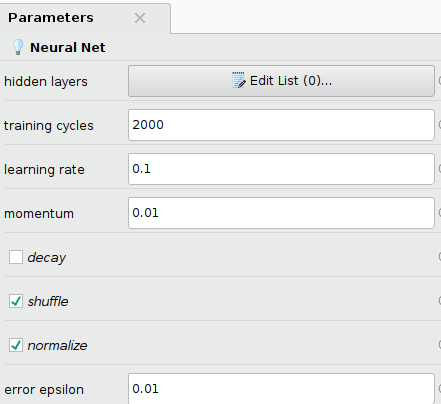 Parameters
Neural Net
hidden layers Edit List (0)...
training cycles 2000
learning rate 0.1
momentum 0.01
decay
shuffle
normalize
error epsilon 0.01